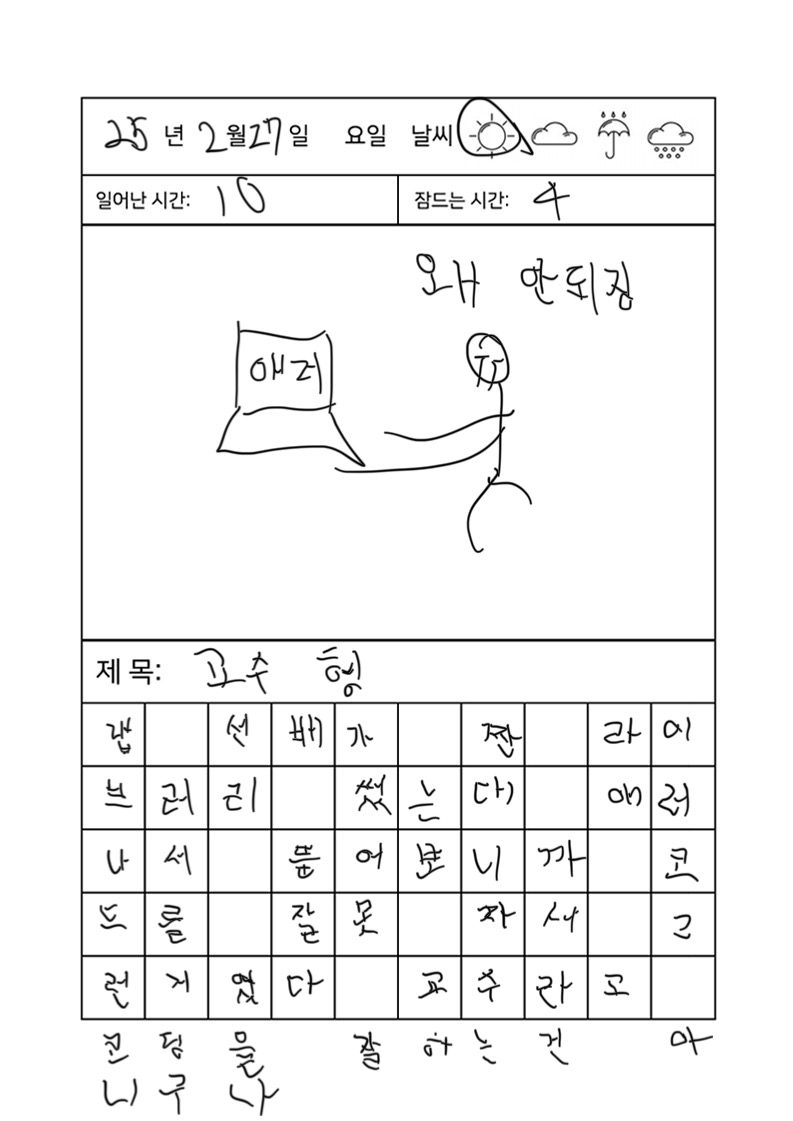 25 년 2 월 27 일 요일 날씨
일어난 시간: 10 잠드는 시간: 4
왜 안되징
애러
제 목: 교수 형
랩 선배가 짠 라이
브러리 썼는대 애러
나서 뜯어보니까 코
드를 잘못 짜서 그
런거였다 교수라고
코딩을 잘하는건 아
니구나